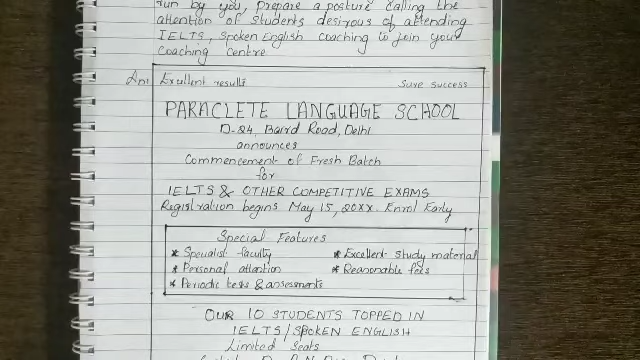 run by you, prepare a posture calling the
attention of students desirous of attending
IELTS, spoken English coaching to join your
coaching centre
Ans Exellent results Sure success
PARACLETE LANGUAGE SCHOOL
D-24, Baird Road, Delhi
announces
Commencement of Fresh Batch
for
IELTS & OTHER COMPETITIVE EXAMS
Registration begins May 15, 20xx. Enrol Early
Special Features
* Specialist faculty * Excellent study material
* Personal attention * Reasonable fees
* Periodic tests & assessments
OUR 10 STUDENTS TOPPED IN
IELTS/SPOKEN ENGLISH
Limited Seats